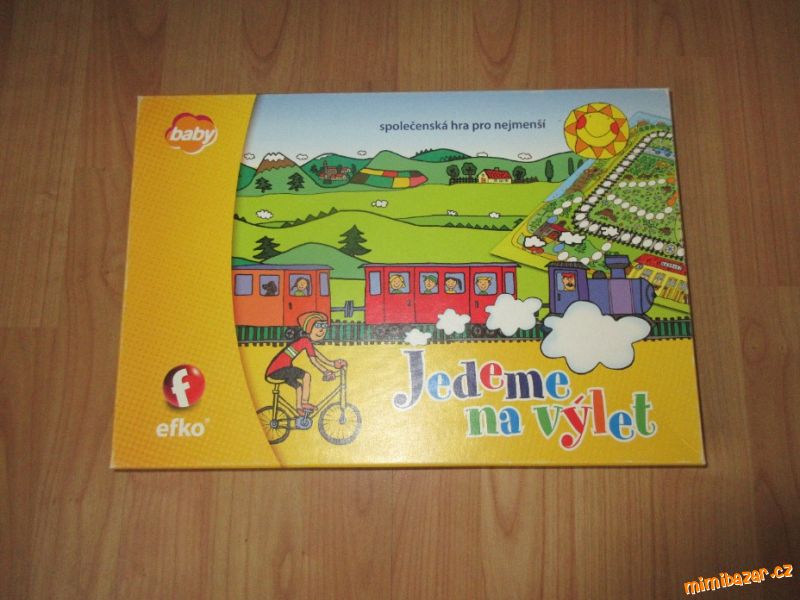 baby
společenská hra pro nejmenší
f
efko®
Jedeme
na výlet
mimibazar.cz